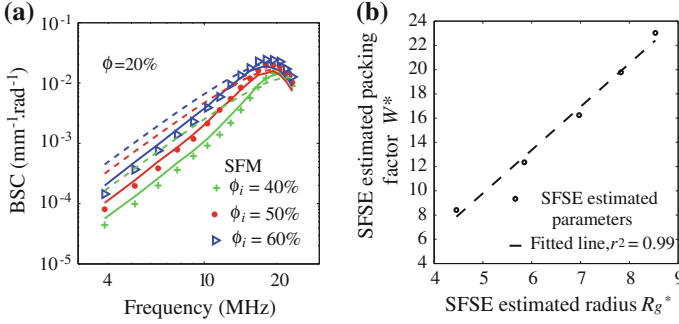 (a)
BSC (mm⁻¹.rad⁻¹)
10⁻¹
10⁻²
10⁻³
10⁻⁴
10⁻⁵
ϕ=20%
SFM
ϕᵢ = 40%
ϕᵢ = 50%
ϕᵢ = 60%
4 10 20
Frequency (MHz)
(b)
SFSE estimated packing
factor W*
24
22
20
18
16
14
12
10
8
6
4
SFSE estimated
parameters
Fitted line, r² = 0.99
4 5 6 7 8 9
SFSE estimated radius Rg*